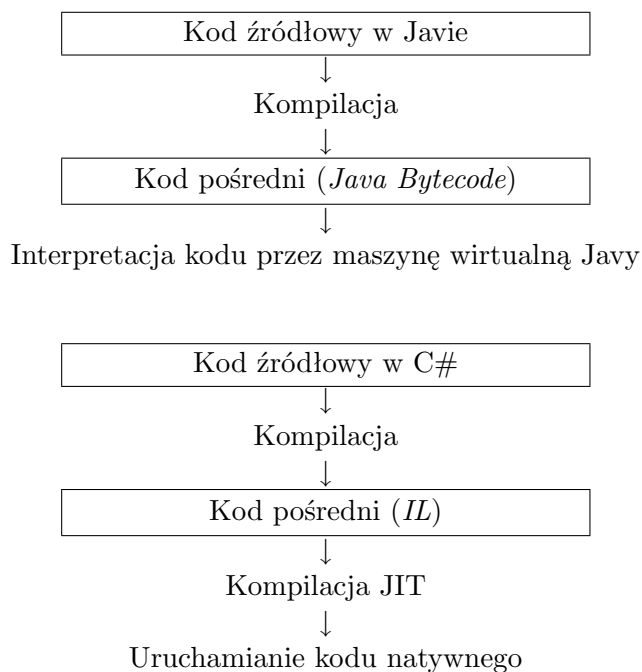 Kod źródłowy w Javie
↓
Kompilacja
↓
Kod pośredni (Java Bytecode)
↓
Interpretacja kodu przez maszynę wirtualną Javy
Kod źródłowy w C#
↓
Kompilacja
↓
Kod pośredni (IL)
↓
Kompilacja JIT
↓
Uruchamianie kodu natywnego